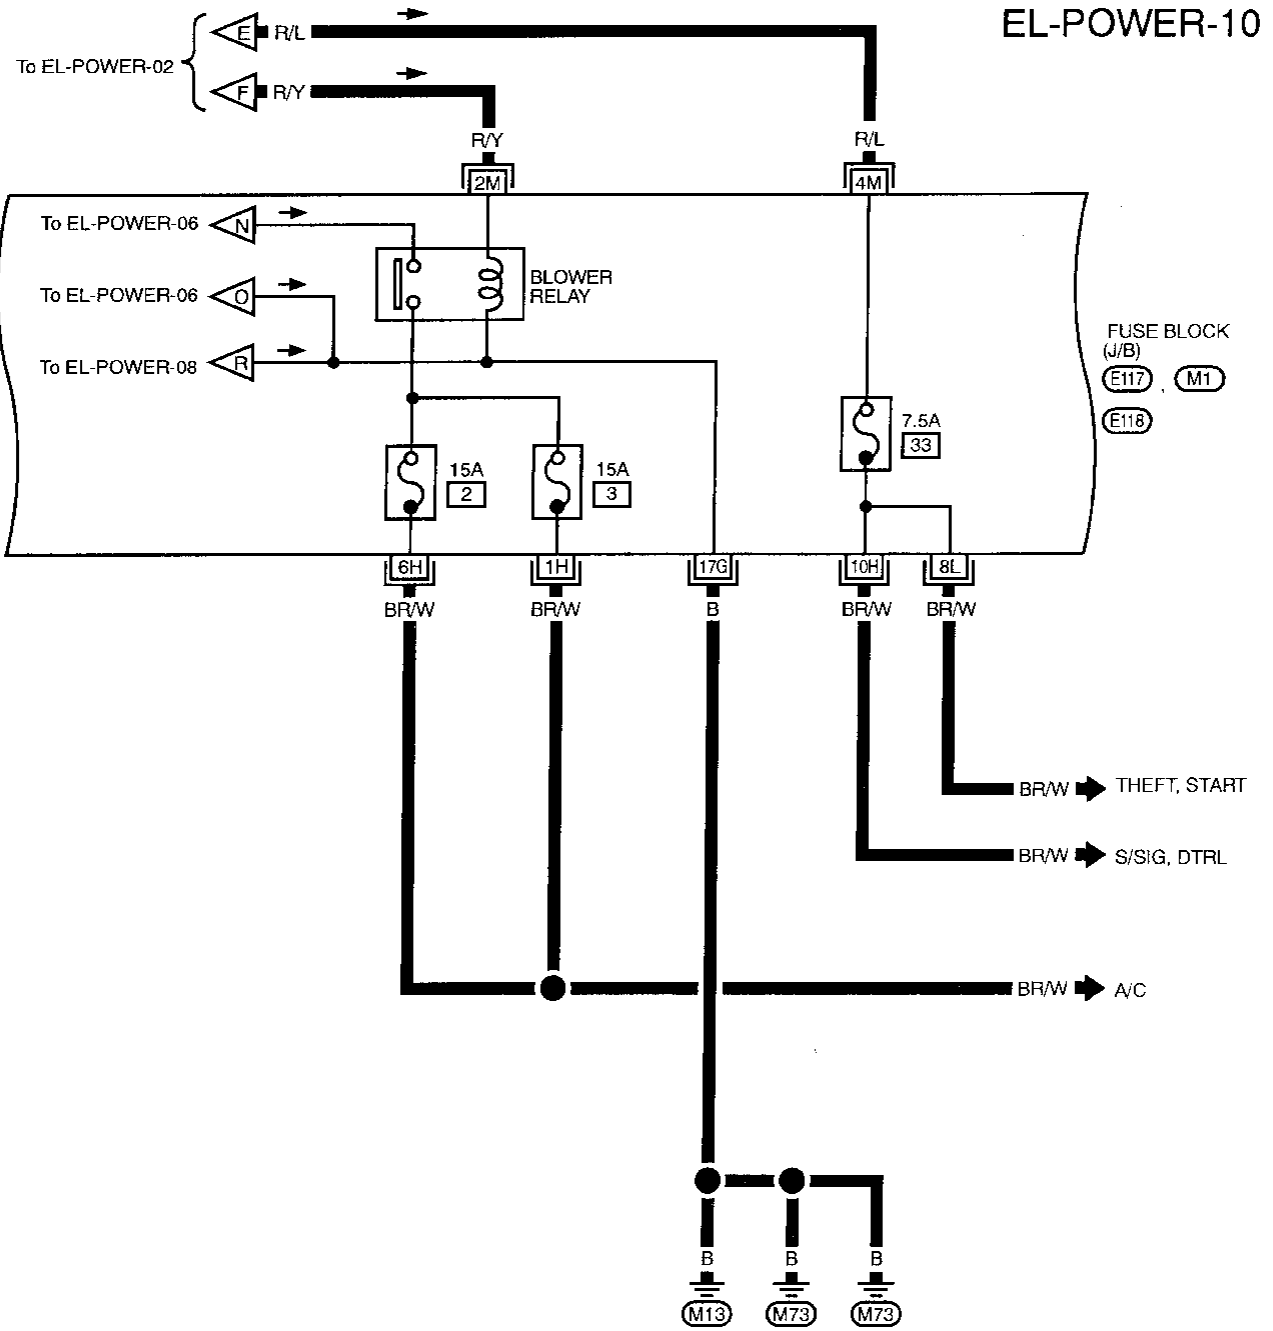 EL-POWER-10
E R/L
To EL-POWER-02
F R/Y
R/Y
R/L
2M
4M
To EL-POWER-06 N
To EL-POWER-06 O
BLOWER
RELAY
To EL-POWER-08 R
FUSE BLOCK
(J/B)
E117 , M1
E118
7.5A
33
15A
2
15A
3
6H
1H
17G
10H
8L
BR/W
BR/W
B
BR/W
BR/W
BR/W THEFT, START
BR/W S/SIG, DTRL
BR/W A/C
B
B
B
M13
M73
M73